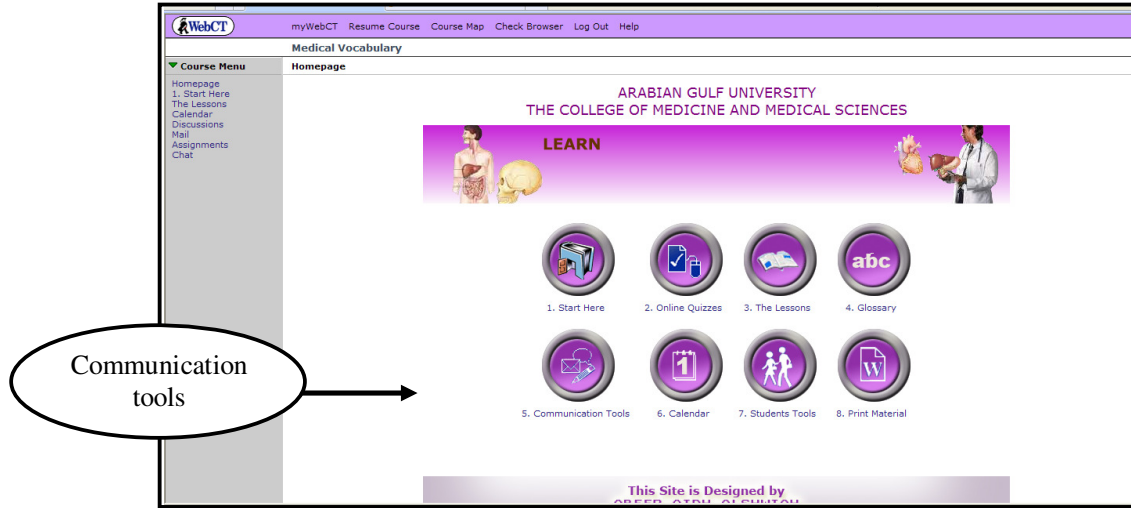 WebCT
myWebCT Resume Course Course Map Check Browser Log Out Help
Medical Vocabulary
Course Menu
Homepage
Homepage
1. Start Here
The Lessons
Calendar
Discussions
Mail
Assignments
Chat
ARABIAN GULF UNIVERSITY
THE COLLEGE OF MEDICINE AND MEDICAL SCIENCES
LEARN
abc
1. Start Here
2. Online Quizzes
3. The Lessons
4. Glossary
1
W
5. Communication Tools
6. Calendar
7. Students Tools
8. Print Material
Communication
tools
This Site is Designed by